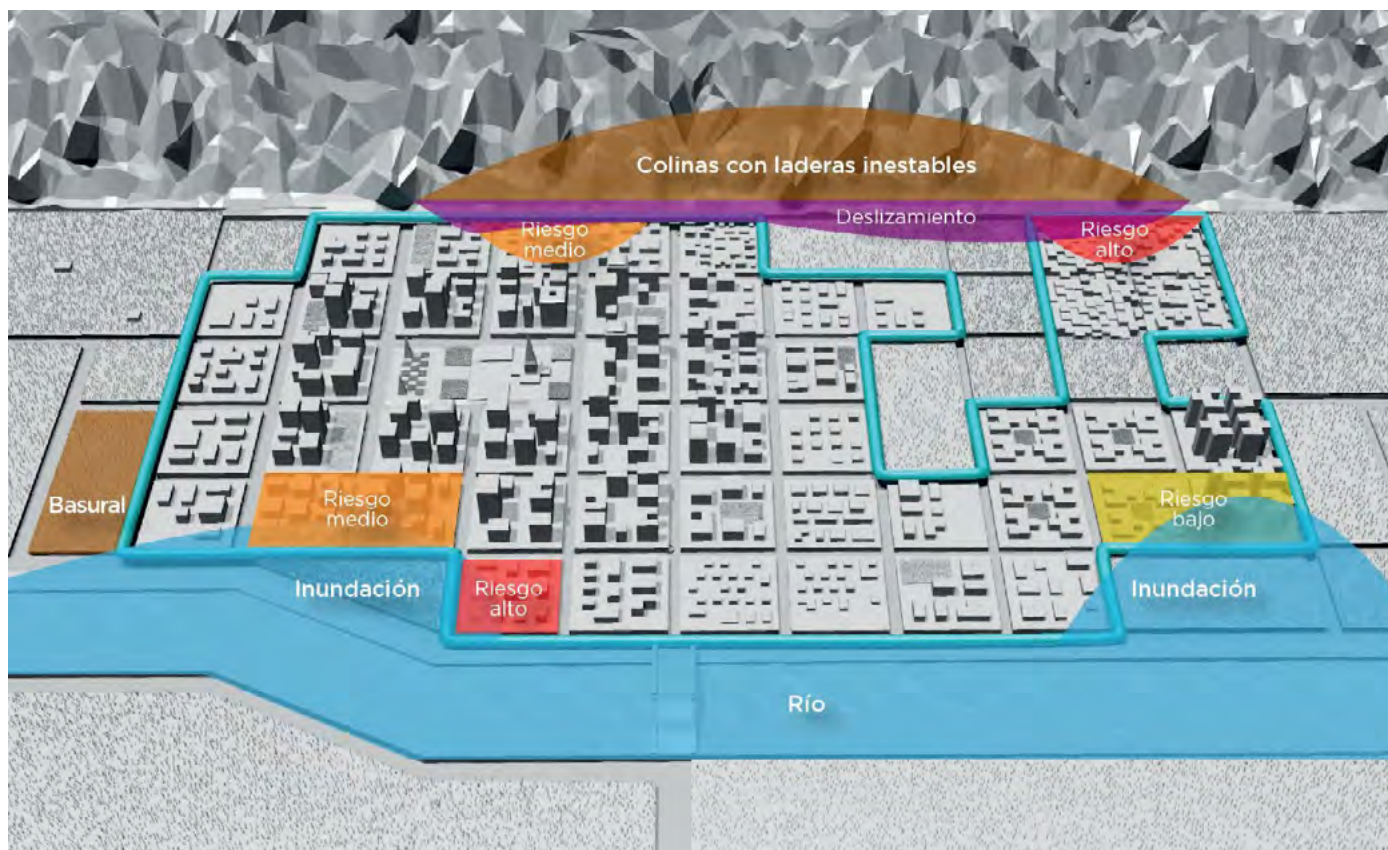 Colinas con laderas inestables
Deslizamiento
Riesgo
medio
Riesgo
alto
Basural
Riesgo
medio
Riesgo
bajo
Inundación
Riesgo
alto
Inundación
Río